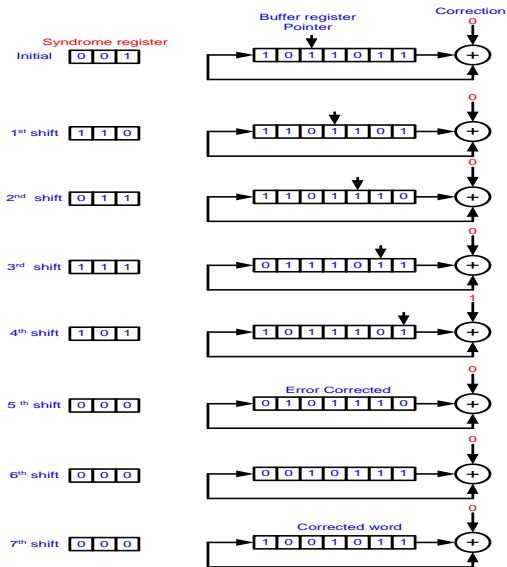 Buffer register Correction
Pointer 0
Syndrome register
Initial 0 0 1 1 0 1 1 0 1 1 +
0
1st shift 1 1 0 1 1 0 1 1 0 1 +
0
2nd shift 0 1 1 1 1 0 1 1 1 0 +
0
3rd shift 1 1 1 0 1 1 1 0 1 1 +
1
4th shift 1 0 1 1 0 1 1 1 0 1 +
0
Error Corrected
5 th shift 0 0 0 0 1 0 1 1 1 0 +
0
6th shift 0 0 0 0 0 1 0 1 1 1 +
0
Corrected word
7th shift 0 0 0 1 0 0 1 0 1 1 +